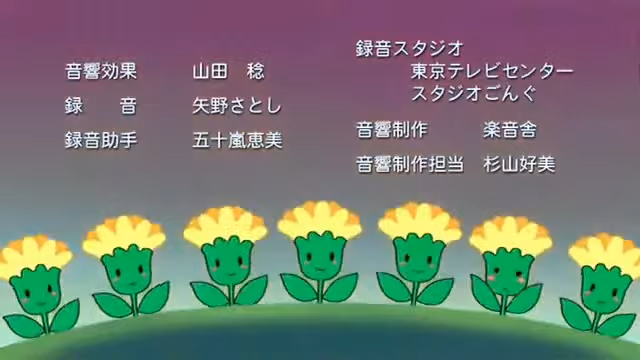 音響効果　　　山田　稔
録　　音　　　矢野さとし
録音助手　　　五十嵐恵美
録音スタジオ
東京テレビセンター
スタジオごんぐ
音響制作　　　楽音舎
音響制作担当　杉山好美